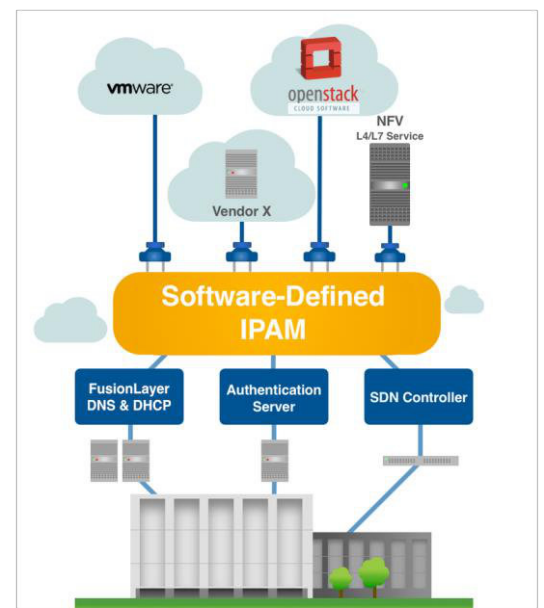 vmware
openstack
CLOUD SOFTWARE
NFV
L4/L7 Service
Vendor X
Software-Defined
IPAM
FusionLayer
DNS & DHCP
Authentication
Server
SDN Controller